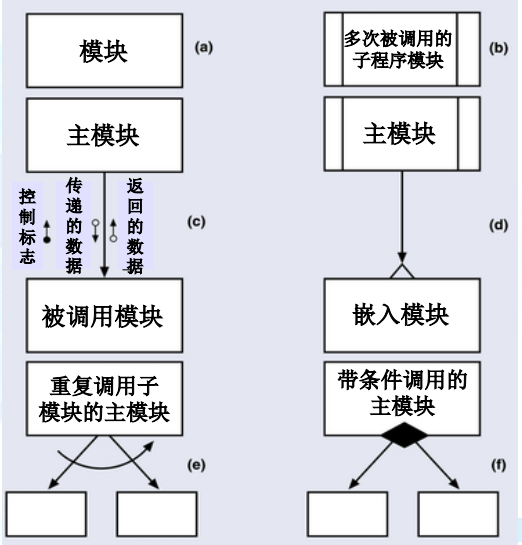 模块
(a)
多次被调用的
子程序模块
(b)
主模块
主模块
控制标志
传递的数据
返回的数据
(c)
(d)
被调用模块
嵌入模块
重复调用子
模块的主模块
带条件调用的
主模块
(e)
(f)